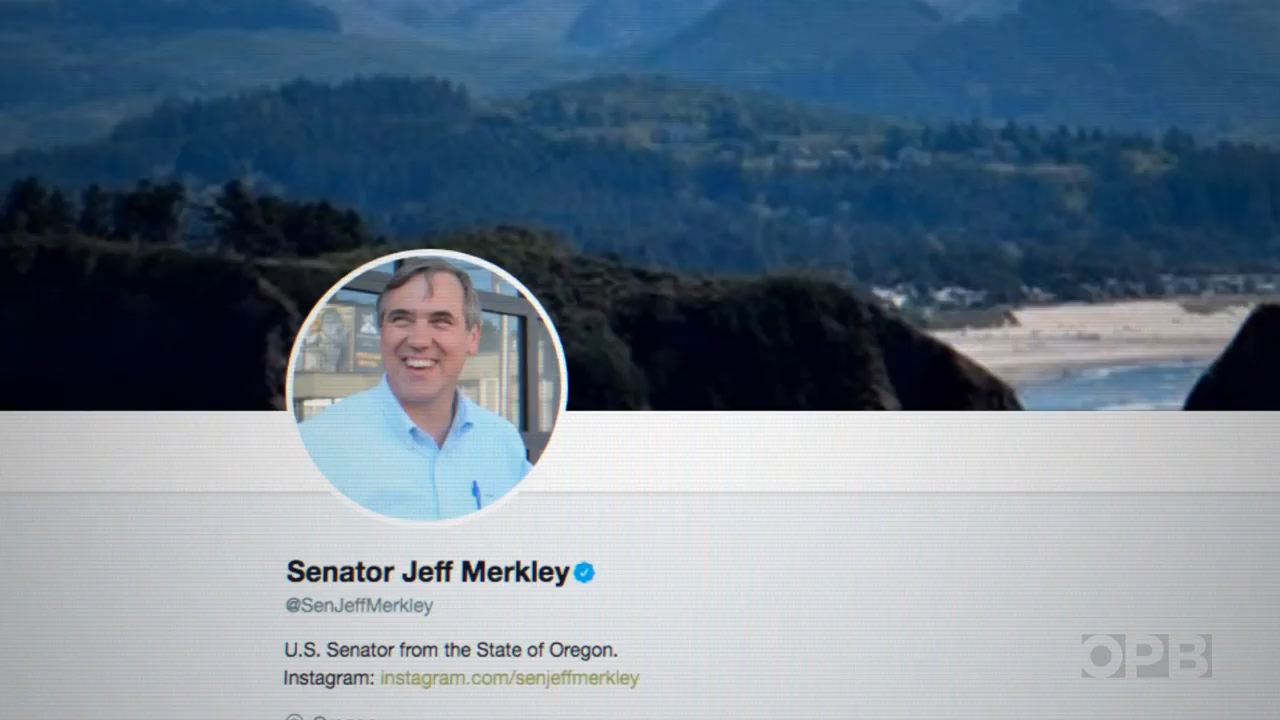 Senator Jeff Merkley
@SenJeffMerkley
U.S. Senator from the State of Oregon.
Instagram: instagram.com/senjeffmerkley
OPB